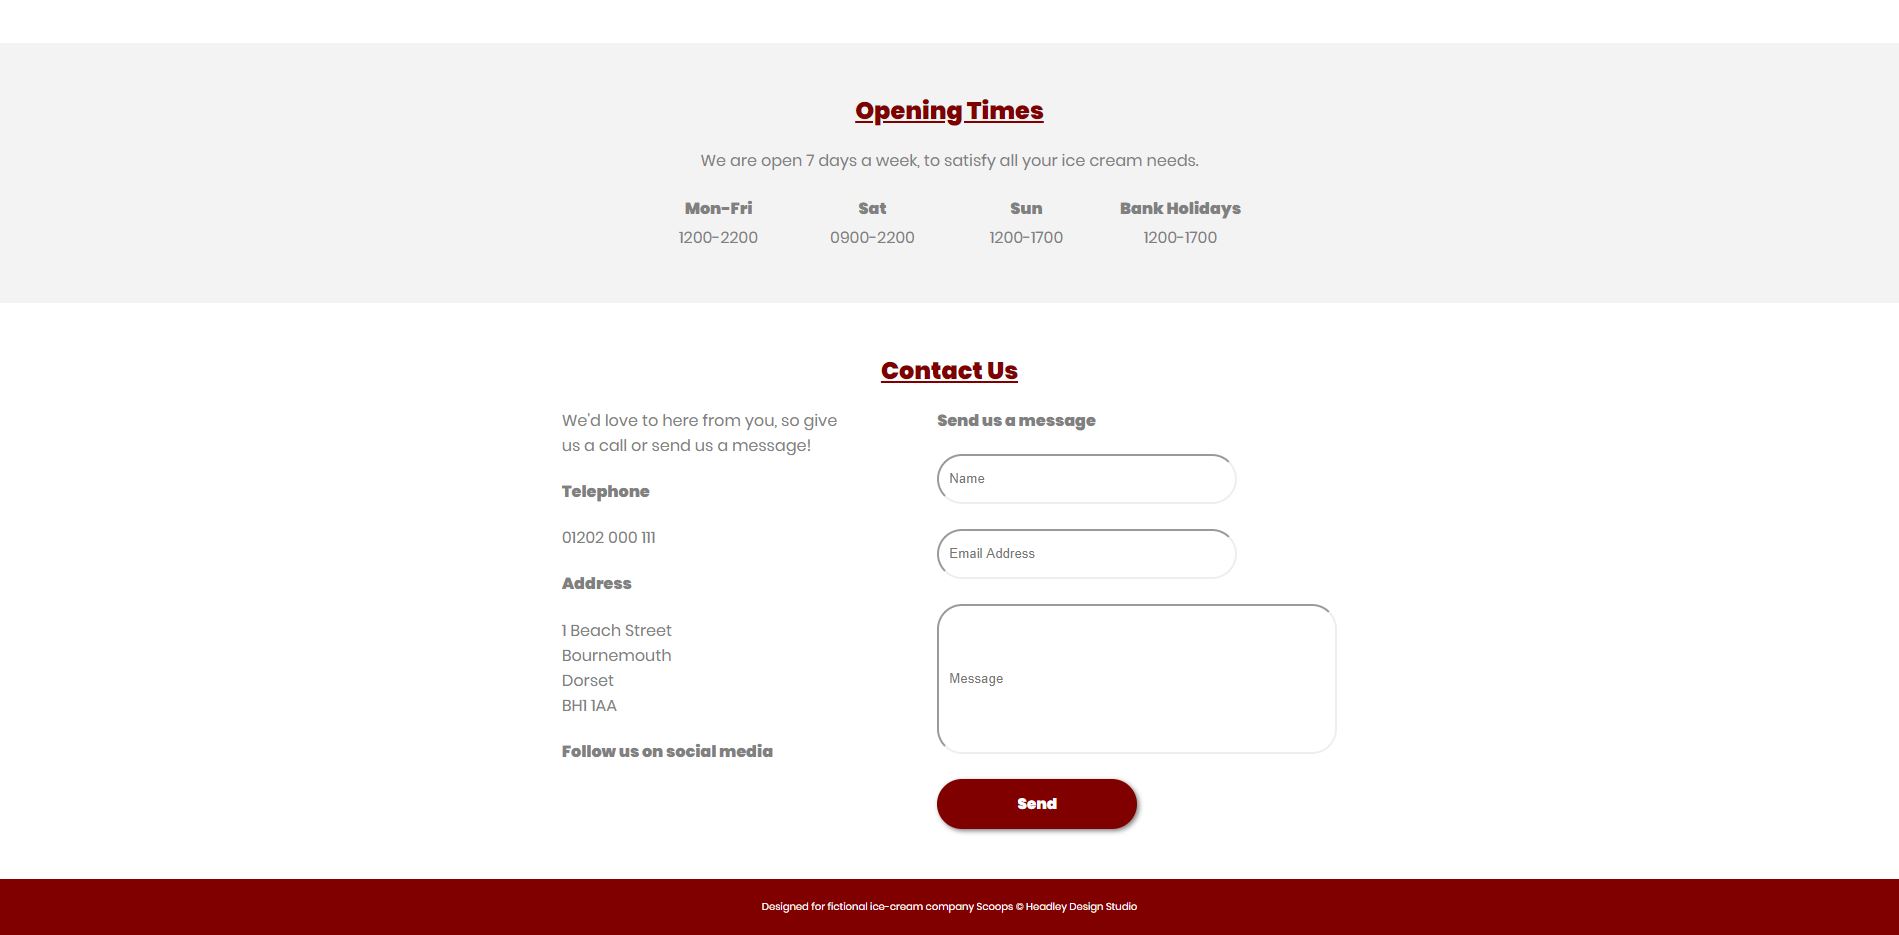 Opening Times
We are open 7 days a week, to satisfy all your ice cream needs.
Mon-Fri Sat Sun Bank Holidays
1200-2200 0900-2200 1200-1700 1200-1700
Contact Us
We'd love to here from you, so give
us a call or send us a message!
Telephone
01202 000 111
Address
1 Beach Street
Bournemouth
Dorset
BH1 1AA
Follow us on social media
Send us a message
Name
Email Address
Message
Send
Designed for fictional ice-cream company Scoops © Headley Design Studio